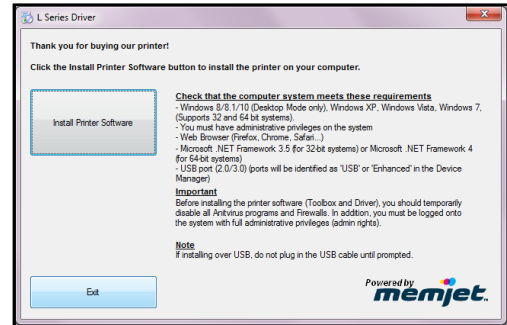 L Series Driver
Thank you for buying our printer!
Click the Install Printer Software button to install the printer on your computer.
Install Printer Software
Check that the computer system meets these requirements
- Windows 8/8.1/10 (Desktop Mode only), Windows XP, Windows Vista, Windows 7,
(Supports 32 and 64 bit systems).
- You must have administrative privileges on the system
- Web Browser (Firefox, Chrome, Safari...)
- Microsoft .NET Framework 3.5 (for 32-bit systems) or Microsoft .NET Framework 4
(for 64-bit systems)
- USB port (2.0/3.0) (ports will be identified as 'USB' or 'Enhanced' in the Device
Manager)
Important
Before installing the printer software (Toolbox and Driver), you should temporarily
disable all Antivirus programs and Firewalls. In addition, you must be logged onto
the system with full administrative privileges (admin rights).
Note
If installing over USB, do not plug in the USB cable until prompted.
Exit
Powered by
memjet